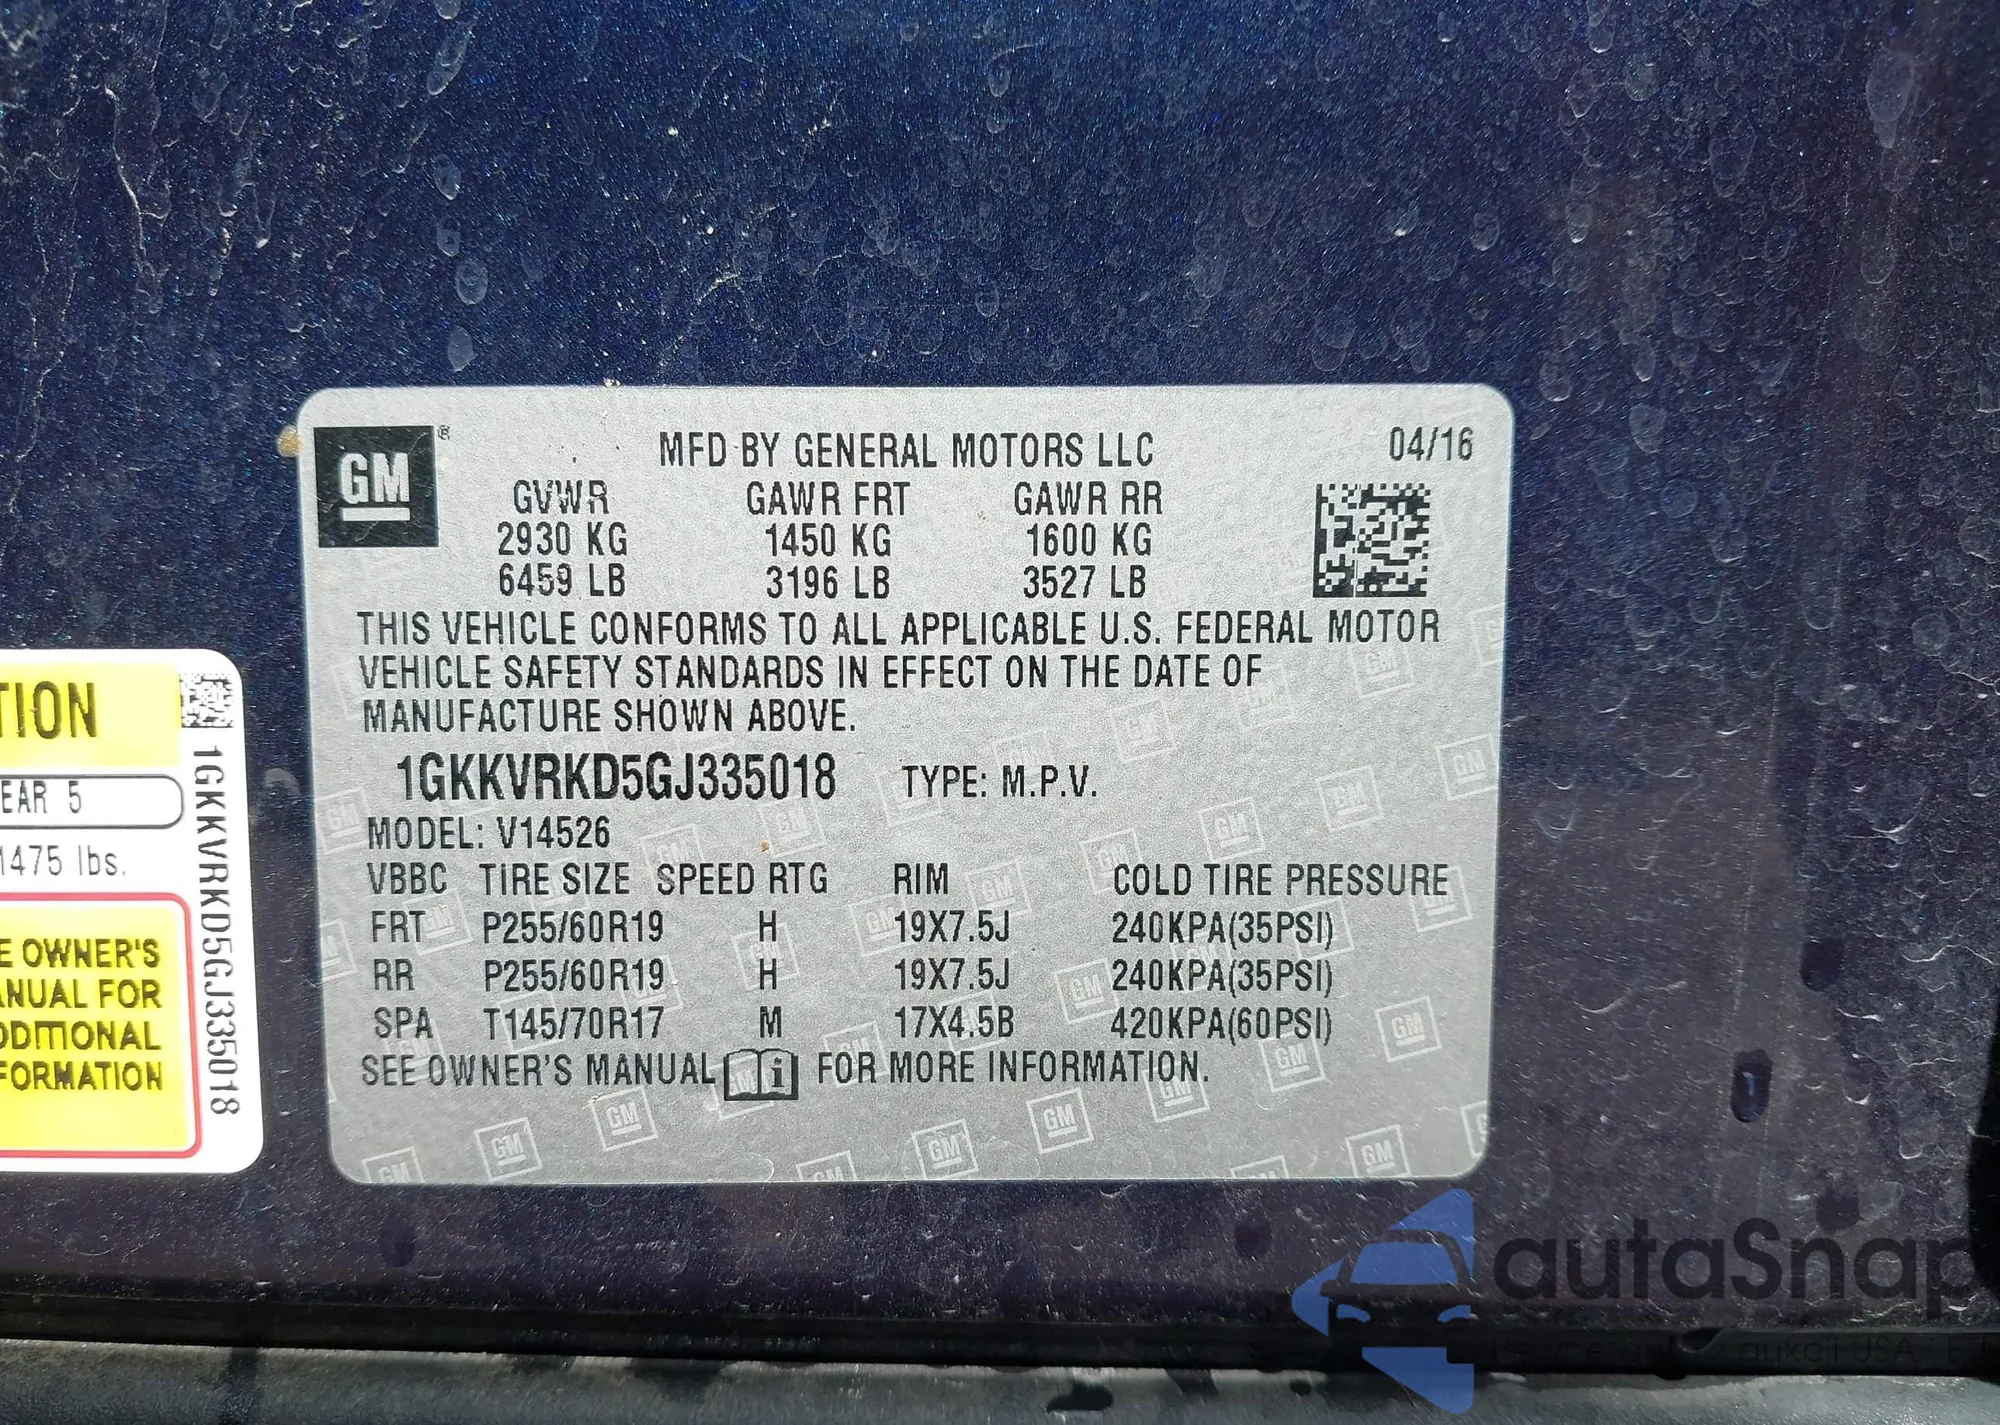 GM®
MFD BY GENERAL MOTORS LLC 04/16
GVWR GAWR FRT GAWR RR
2930 KG 1450 KG 1600 KG
6459 LB 3196 LB 3527 LB
THIS VEHICLE CONFORMS TO ALL APPLICABLE U.S. FEDERAL MOTOR
VEHICLE SAFETY STANDARDS IN EFFECT ON THE DATE OF
MANUFACTURE SHOWN ABOVE.
1GKKVRKD5GJ335018 TYPE: M.P.V.
MODEL: V14526
VBBC TIRE SIZE SPEED RTG RIM COLD TIRE PRESSURE
FRT P255/60R19 H 19X7.5J 240KPA(35PSI)
RR P255/60R19 H 19X7.5J 240KPA(35PSI)
SPA T145/70R17 M 17X4.5B 420KPA(60PSI)
SEE OWNER'S MANUAL i FOR MORE INFORMATION.
TION
EAR 5
1475 lbs.
E OWNER'S
ANUAL FOR
DDITIONAL
FORMATION
1GKKVRKD5GJ335018
autaSnap